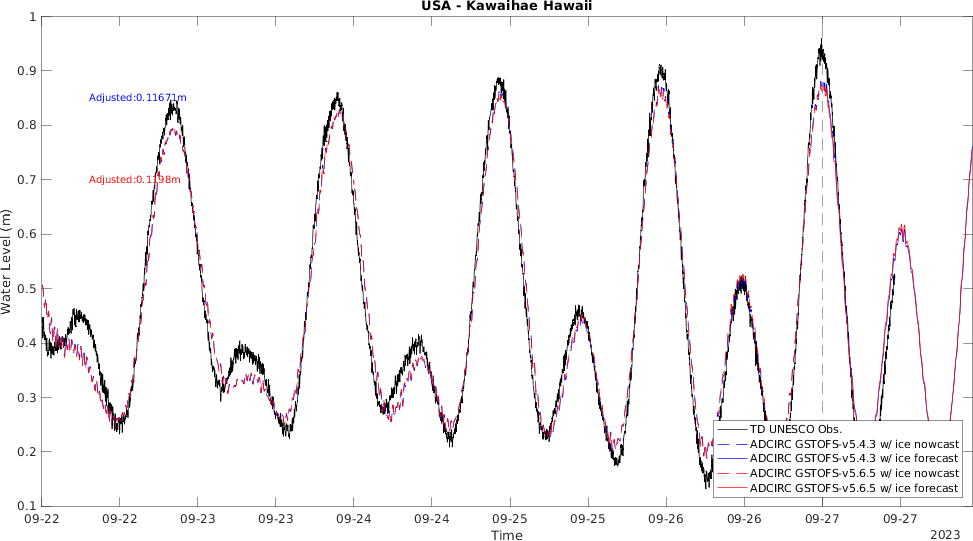 USA - Kawaihae Hawaii
1
0.9
0.8
0.7
0.6
0.5
0.4
0.3
0.2
0.1
Water Level (m)
Adjusted:0.11671m
Adjusted:0.1198m
TD UNESCO Obs.
ADCIRC GSTOFS-v5.4.3 w/ ice nowcast
ADCIRC GSTOFS-v5.4.3 w/ ice forecast
ADCIRC GSTOFS-v5.6.5 w/ ice nowcast
ADCIRC GSTOFS-v5.6.5 w/ ice forecast
09-22 09-22 09-23 09-23 09-24 09-24 09-25 09-25 09-26 09-26 09-27 09-27
Time
2023